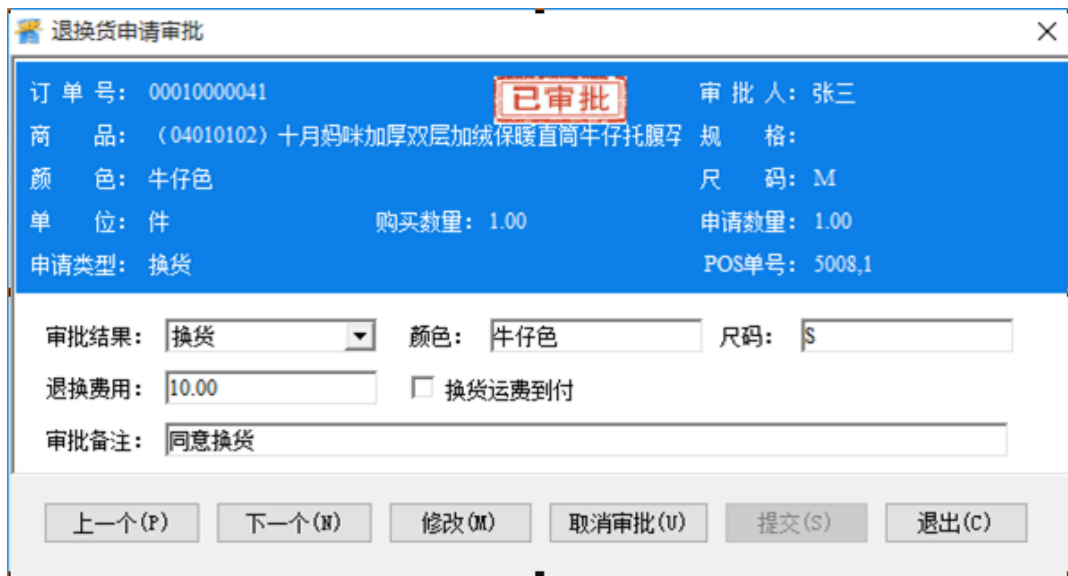 退换货申请审批
订单号: 00010000041 已审批 审批人: 张三
商品: （04010102）十月妈咪加厚双层加绒保暖直筒牛仔托腹 规格:
颜色: 牛仔色 尺码: M
单位: 件 购买数量: 1.00 申请数量: 1.00
申请类型: 换货 POS单号: 5008,1
审批结果: 换货 颜色: 牛仔色 尺码: S
退换费用: 10.00 换货运费到付
审批备注: 同意换货
上一个(P) 下一个(N) 修改(M) 取消审批(U) 提交(S) 退出(C)